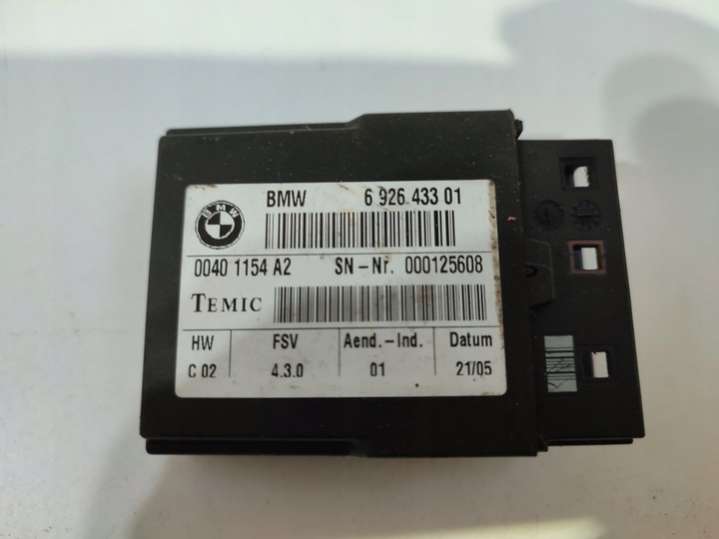 BMW
BMW 6 926 433 01
0040 1154 A2 SN-Nr. 000125608
TEMIC
HW FSV Aend.-Ind. Datum
C 02 4.3.0 01 21/05